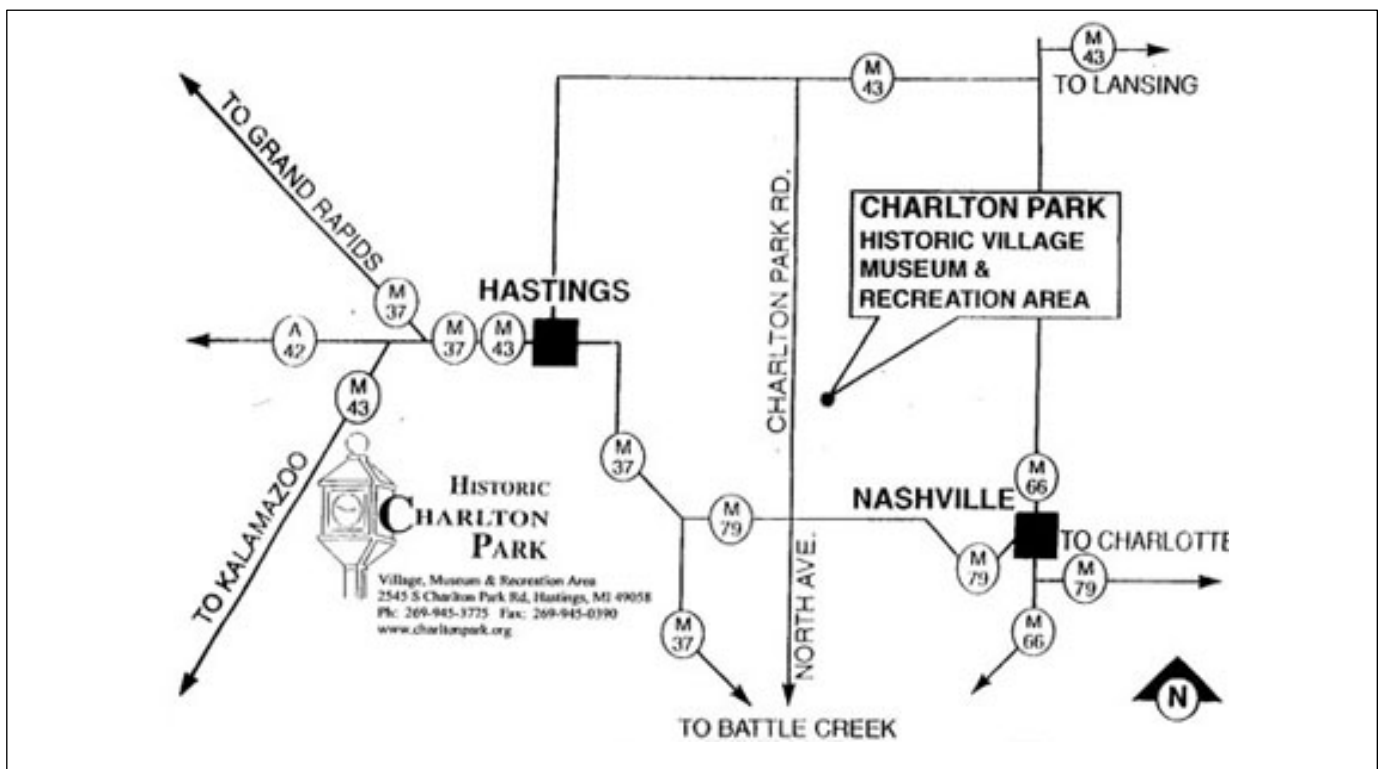 M
43
TO LANSING
M
43
TO GRAND RAPIDS
CHARLTON PARK RD.
CHARLTON PARK
HISTORIC VILLAGE
MUSEUM &
RECREATION AREA
HASTINGS
M
37
A
42
M
37
M
43
M
43
TO KALAMAZOO
M
37
M
66
HISTORIC
CHARLTON
PARK
NASHVILLE
M
79
TO CHARLOTTE
M
79
M
79
Village, Museum & Recreation Area
2545 S Charlton Park Rd, Hastings, MI 49058
Ph: 269-945-3775 Fax: 269-945-0390
www.charltonpark.org
M
37
NORTH AVE.
M
66
N
TO BATTLE CREEK